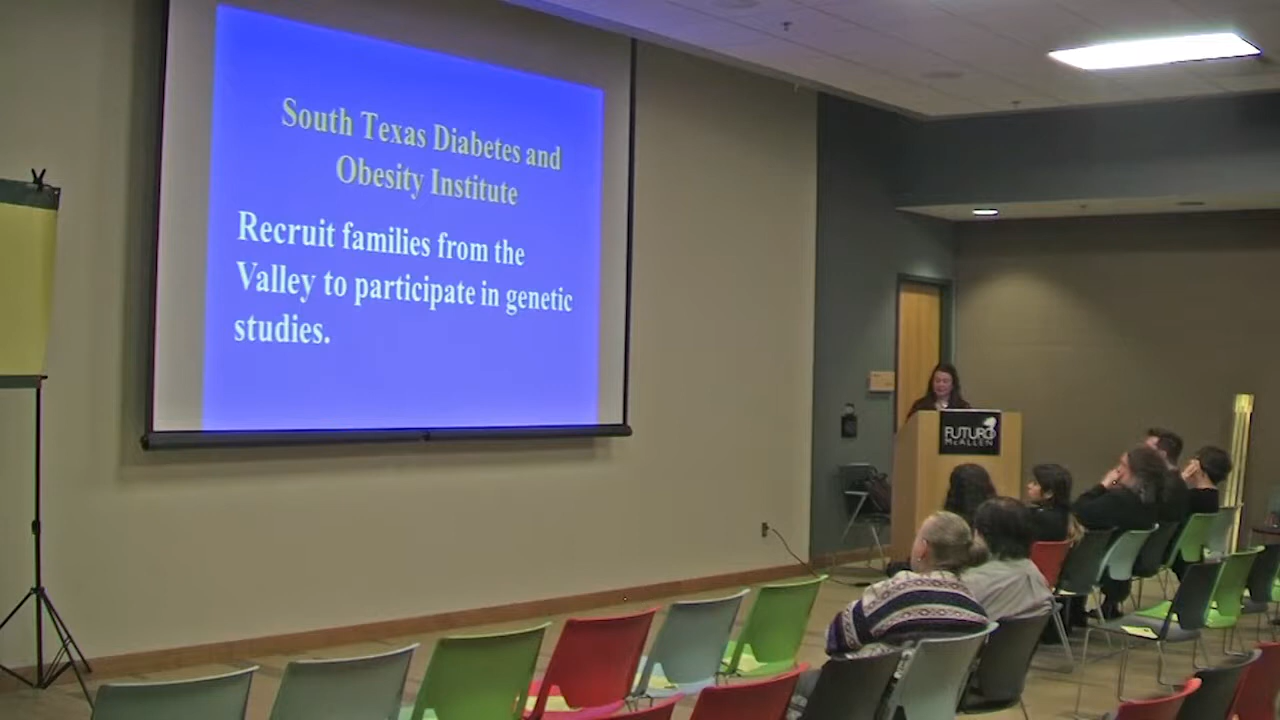 South Texas Diabetes and
Obesity Institute
Recruit families from the
Valley to participate in genetic
studies.
FUTURO
McALLEN